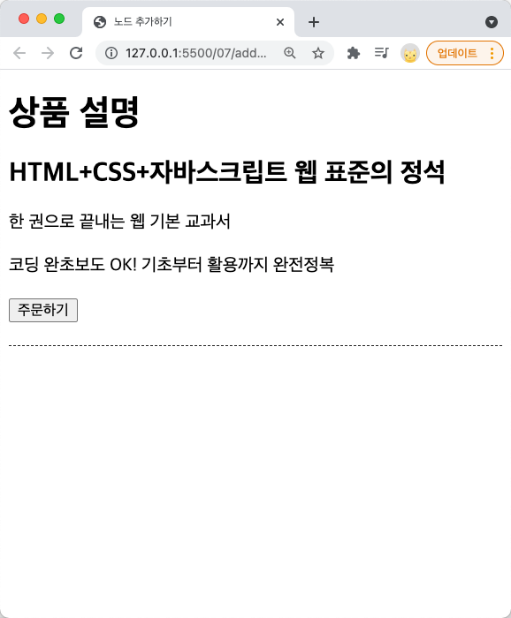 노드 추가하기
127.0.0.1:5500/07/add...
업데이트
상품 설명
HTML+CSS+자바스크립트 웹 표준의 정석
한 권으로 끝내는 웹 기본 교과서
코딩 완초보도 OK! 기초부터 활용까지 완전정복
주문하기